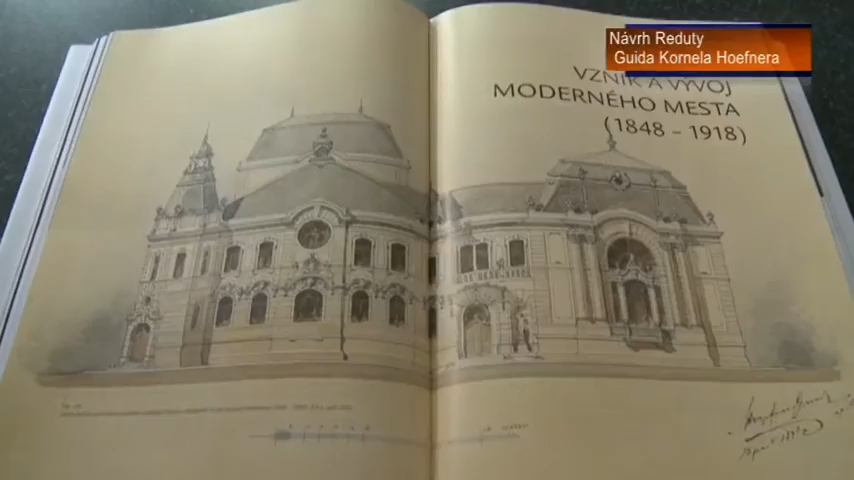 Návrh Reduty
Guida Kornela Hoefnera
VZNIK A VÝVOJ
MODERNÉHO MESTA
(1848 – 1918)